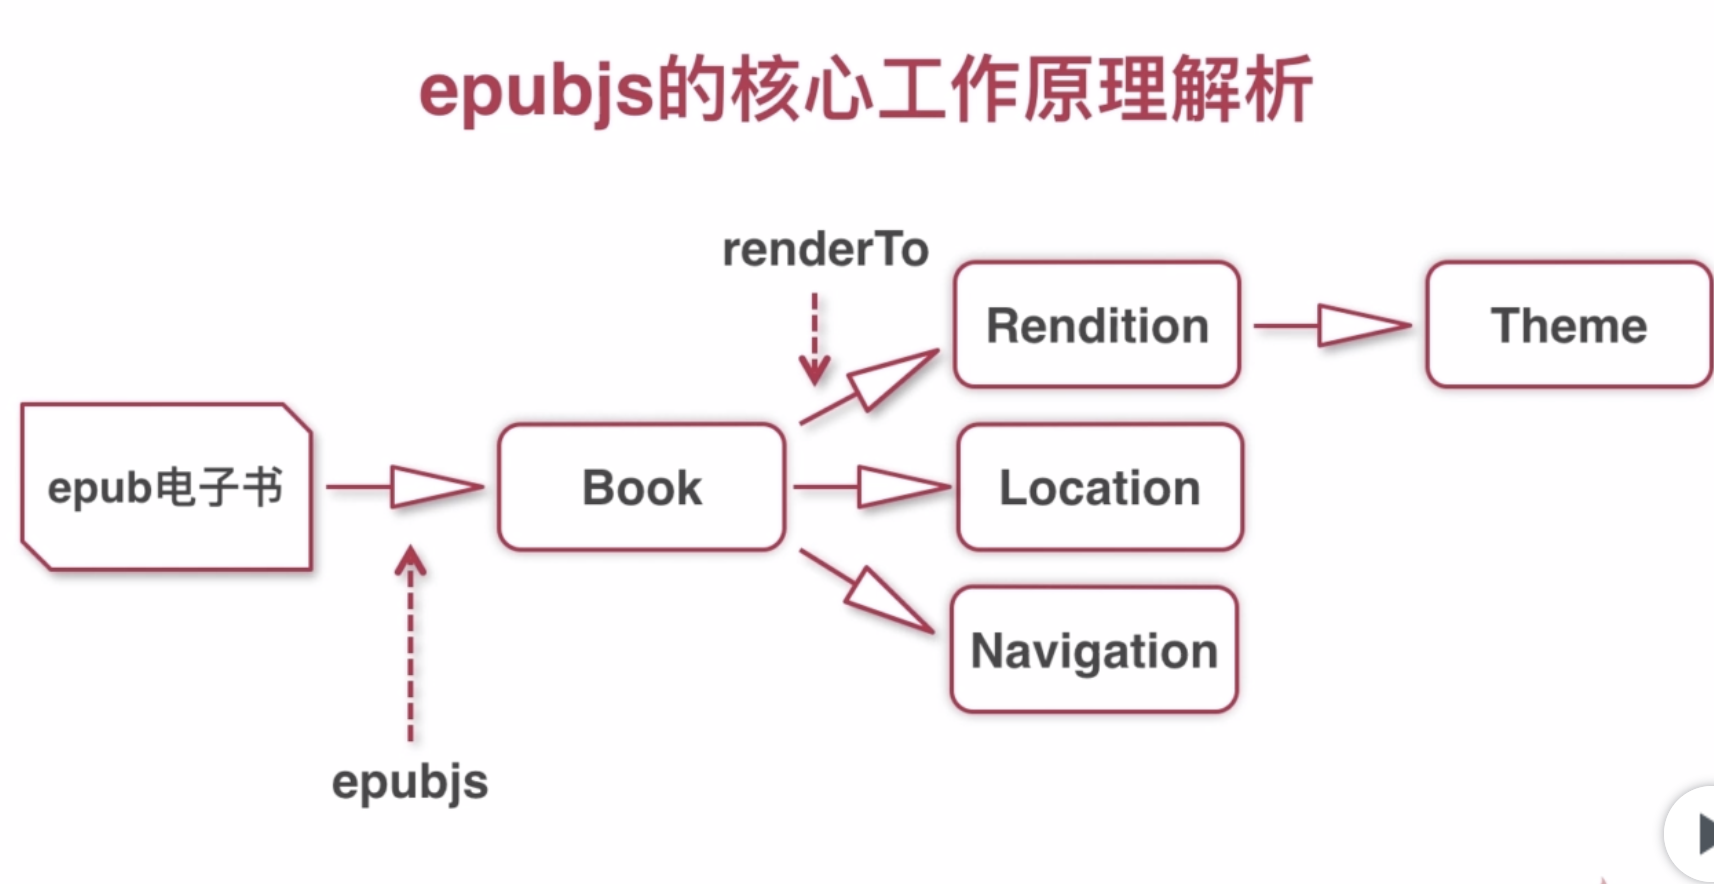 epubjs的核心工作原理解析
renderTo
Rendition
Theme
epub电子书
Book
Location
Navigation
epubjs